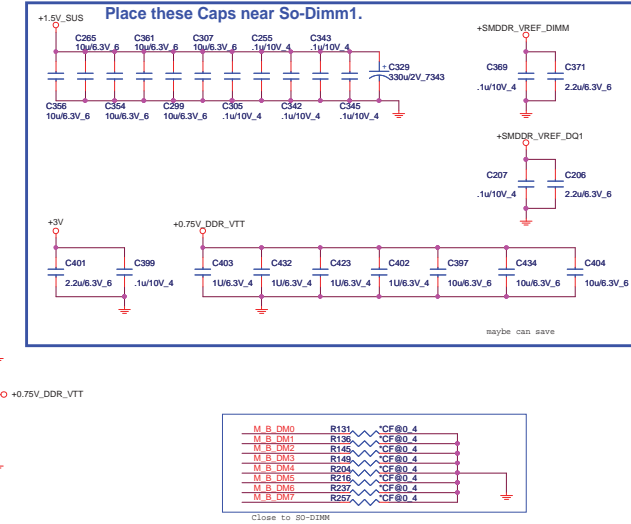 Place these Caps near So-Dimm1.
+1.5V_SUS
+SMDDR_VREF_DIMM
C265 C361 C307 C255 C343
10u/6.3V_6 10u/6.3V_6 10u/6.3V_6 .1u/10V_4 .1u/10V_4
+ C329
330u/2V_7343
C369 C371
.1u/10V_4 2.2u/6.3V_6
C356 C354 C299 C305 C342 C345
10u/6.3V_6 10u/6.3V_6 10u/6.3V_6 .1u/10V_4 .1u/10V_4 .1u/10V_4
+SMDDR_VREF_DQ1
C207 C206
.1u/10V_4 2.2u/6.3V_6
+3V +0.75V_DDR_VTT
C401 C399 C403 C432 C423 C402 C397 C434 C404
2.2u/6.3V_6 .1u/10V_4 1U/6.3V_4 1U/6.3V_4 1U/6.3V_4 1U/6.3V_4 10u/6.3V_6 10u/6.3V_6 10u/6.3V_6
maybe can save
+0.75V_DDR_VTT
M_B_DM0 R131 *CF@0_4
M_B_DM1 R136 *CF@0_4
M_B_DM2 R145 *CF@0_4
M_B_DM3 R149 *CF@0_4
M_B_DM4 R204 *CF@0_4
M_B_DM5 R216 *CF@0_4
M_B_DM6 R237 *CF@0_4
M_B_DM7 R257 *CF@0_4
Close to SO-DIMM